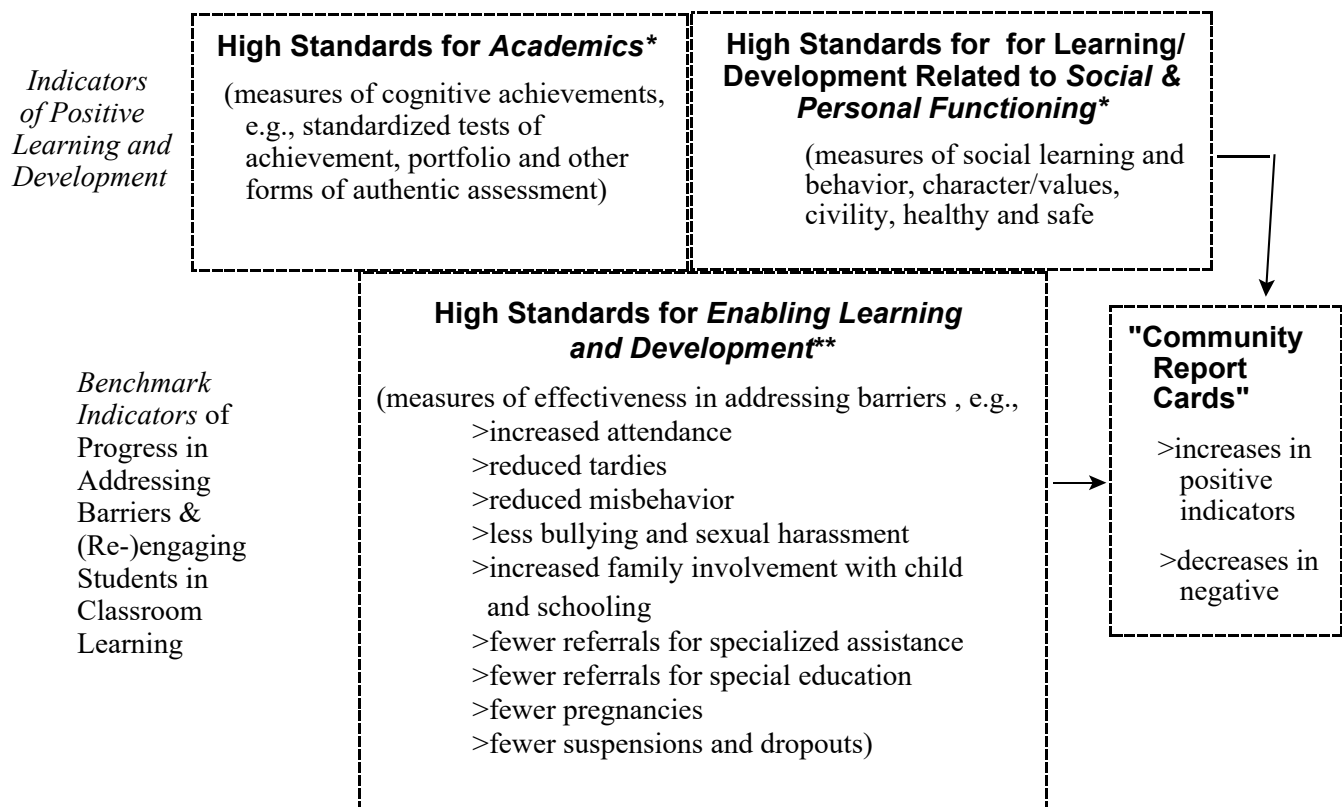 Indicators
of Positive
Learning and
Development
High Standards for Academics*
(measures of cognitive achievements,
e.g., standardized tests of
achievement, portfolio and other
forms of authentic assessment)
High Standards for  for Learning/
Development Related to Social &
Personal Functioning*
(measures of social learning and
behavior, character/values,
civility, healthy and safe
Benchmark
Indicators of
Progress in
Addressing
Barriers &
(Re-)engaging
Students in
Classroom
Learning
High Standards for Enabling Learning
and Development**
(measures of effectiveness in addressing barriers , e.g.,
>increased attendance
>reduced tardies
>reduced misbehavior
>less bullying and sexual harassment
>increased family involvement with child
and schooling
>fewer referrals for specialized assistance
>fewer referrals for special education
>fewer pregnancies
>fewer suspensions and dropouts)
"Community
Report
Cards"
>increases in
positive
indicators
>decreases in
negative